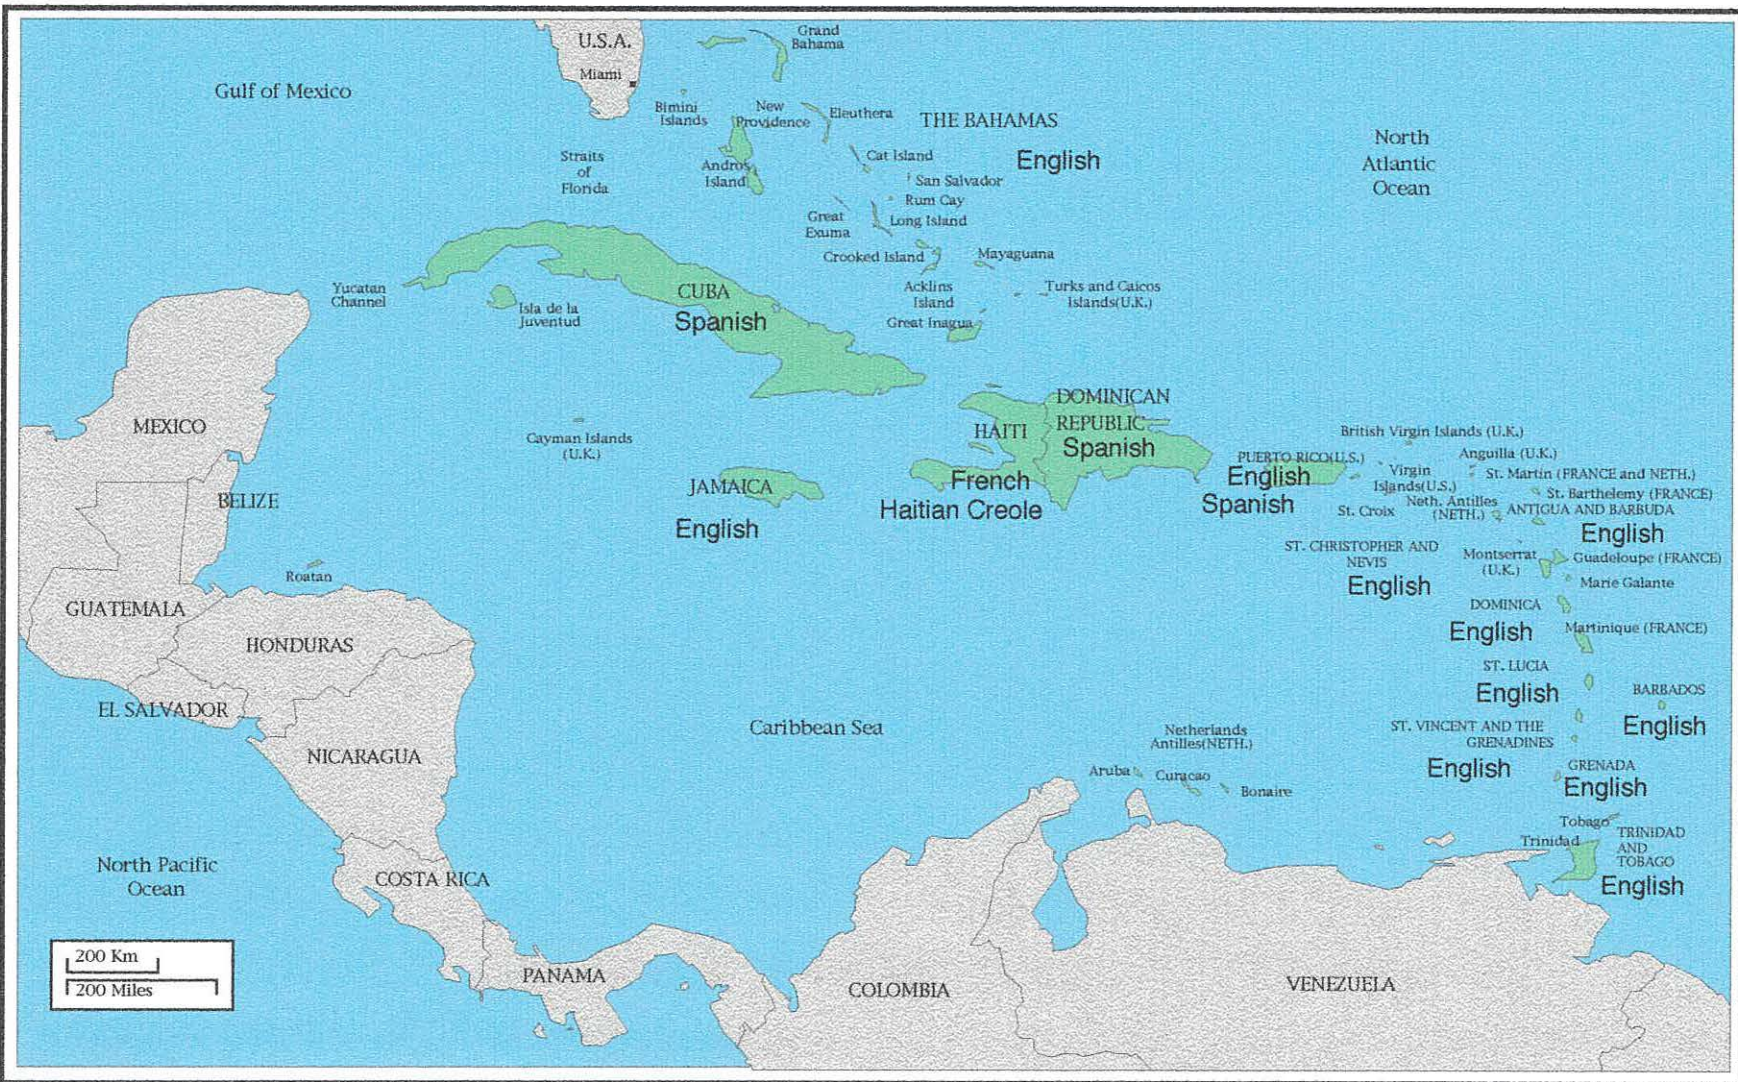 U.S.A.
Miami
Grand
Bahama
Gulf of Mexico
Bimini
Islands
New
Providence
Eleuthera
THE BAHAMAS
English
North
Atlantic
Ocean
Straits
of
Florida
Andros
Island
Cat Island
San Salvador
Rum Cay
Great
Exuma
Long Island
Crooked Island
Mayaguana
Acklins
Island
Turks and Caicos
Islands(U.K.)
Great Inagua
Yucatan
Channel
Isla de la
Juventud
CUBA
Spanish
MEXICO
Cayman Islands
(U.K.)
JAMAICA
English
HAITI
French
Haitian Creole
DOMINICAN
REPUBLIC
Spanish
PUERTO RICO(U.S.)
English
Spanish
British Virgin Islands (U.K.)
Anguilla (U.K.)
Virgin
Islands(U.S.)
St. Martin (FRANCE and NETH.)
St. Barthelemy (FRANCE)
St. Croix
Neth. Antilles
(NETH.)
ANTIGUA AND BARBUDA
English
ST. CHRISTOPHER AND
NEVIS
English
Montserrat
(U.K.)
Guadeloupe (FRANCE)
Marie Galante
DOMINICA
English
Martinique (FRANCE)
ST. LUCIA
English
BARBADOS
English
ST. VINCENT AND THE
GRENADINES
English
GRENADA
English
Tobago
Trinidad
TRINIDAD
AND
TOBAGO
English
BELIZE
Roatan
GUATEMALA
HONDURAS
EL SALVADOR
NICARAGUA
Caribbean Sea
Netherlands
Antilles(NETH.)
Aruba
Curacao
Bonaire
North Pacific
Ocean
COSTA RICA
PANAMA
COLOMBIA
VENEZUELA
200 Km
200 Miles